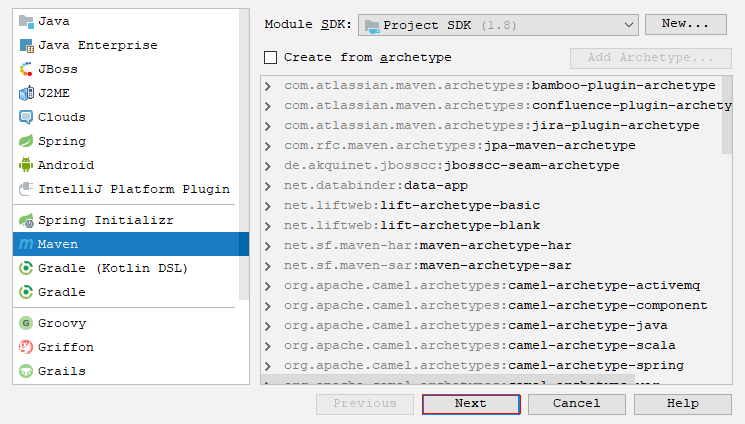 Java
Java Enterprise
JBoss
J2ME
Clouds
Spring
Android
IntelliJ Platform Plugin
Spring Initializr
Maven
Gradle (Kotlin DSL)
Gradle
Groovy
Griffon
Grails
Module SDK: Project SDK (1.8) New...
Create from archetype Add Archetype...
com.atlassian.maven.archetypes:bamboo-plugin-archetype
com.atlassian.maven.archetypes:confluence-plugin-archety
com.atlassian.maven.archetypes:jira-plugin-archetype
com.rfc.maven.archetypes:jpa-maven-archetype
de.akquinet.jbosscc:jbosscc-seam-archetype
net.databinder:data-app
net.liftweb:lift-archetype-basic
net.liftweb:lift-archetype-blank
net.sf.maven-har:maven-archetype-har
net.sf.maven-sar:maven-archetype-sar
org.apache.camel.archetypes:camel-archetype-activemq
org.apache.camel.archetypes:camel-archetype-component
org.apache.camel.archetypes:camel-archetype-java
org.apache.camel.archetypes:camel-archetype-scala
org.apache.camel.archetypes:camel-archetype-spring
org.apache.camel.archetypes:camel-archetype-war
Previous Next Cancel Help